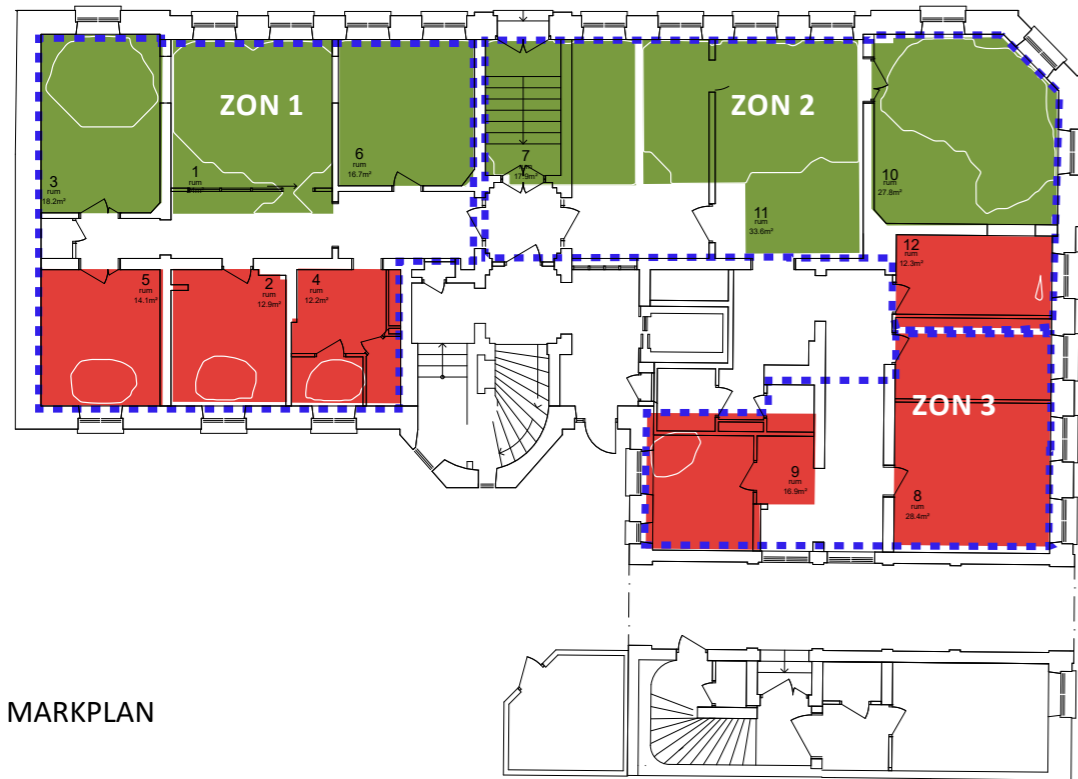 ZON 1
ZON 2
3
rum
18.2m²
1
rum
6
rum
16.7m²
7
17.9m²
10
rum
27.8m²
11
rum
33.6m²
12
rum
12.3m²
5
rum
14.1m²
2
rum
12.9m²
4
rum
12.2m²
ZON 3
9
rum
16.9m²
8
rum
28.4m²
MARKPLAN